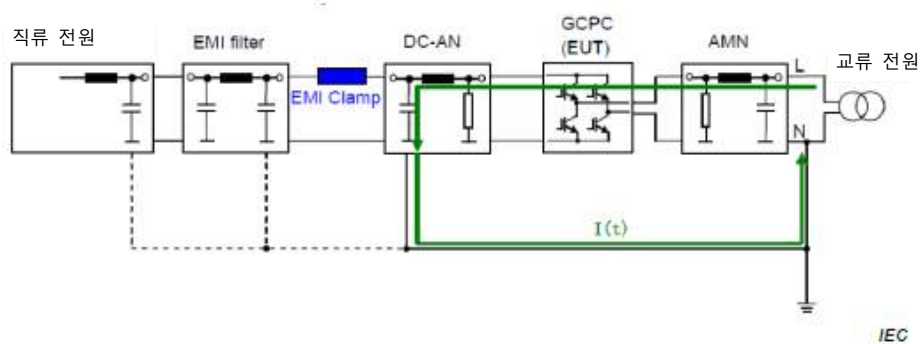 직류 전원
EMI filter
EMI Clamp
DC-AN
GCPC
(EUT)
AMN
L
N
교류 전원
I(t)
IEC